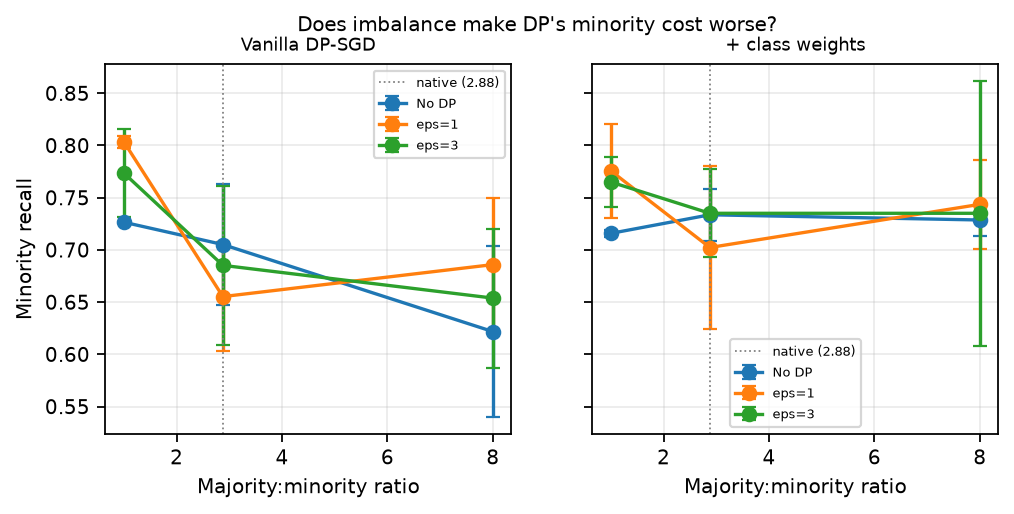 Does imbalance make DP's minority cost worse?
Vanilla DP-SGD
+ class weights
Minority recall
0.85
0.80
0.75
0.70
0.65
0.60
0.55
native (2.88)
No DP
eps=1
eps=3
native (2.88)
No DP
eps=1
eps=3
2
4
6
8
2
4
6
8
Majority:minority ratio
Majority:minority ratio